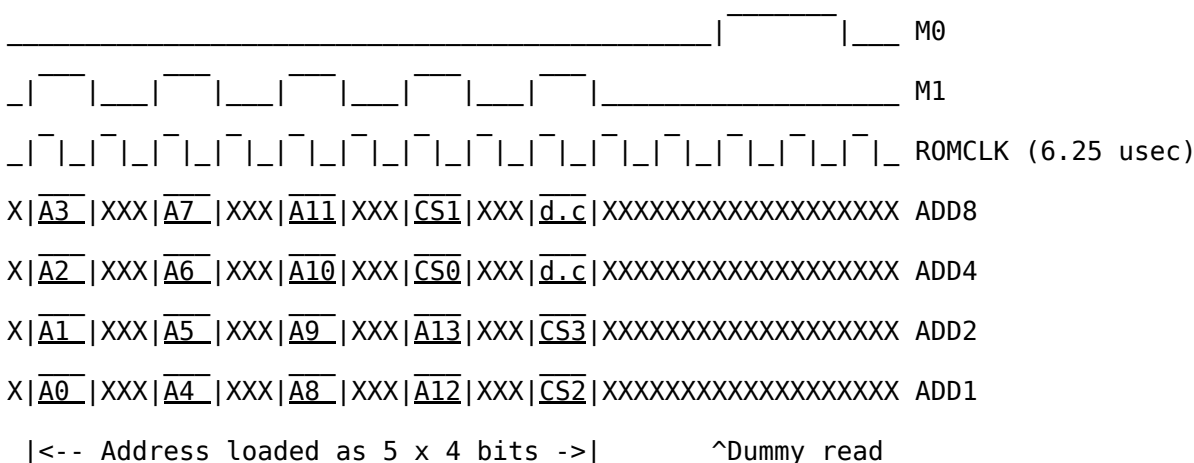 M0
M1
ROMCLK (6.25 usec)
X|A3 |XXX|A7 |XXX|A11|XXX|CS1|XXX|d.c|XXXXXXXXXXXXXXXXXXX ADD8
X|A2 |XXX|A6 |XXX|A10|XXX|CS0|XXX|d.c|XXXXXXXXXXXXXXXXXXX ADD4
X|A1 |XXX|A5 |XXX|A9 |XXX|A13|XXX|CS3|XXXXXXXXXXXXXXXXXXX ADD2
X|A0 |XXX|A4 |XXX|A8 |XXX|A12|XXX|CS2|XXXXXXXXXXXXXXXXXXX ADD1
|<-- Address loaded as 5 x 4 bits ->| ^Dummy read